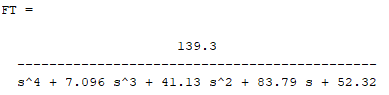 FT =
139.3
---------------------------------------------
s^4 + 7.096 s^3 + 41.13 s^2 + 83.79 s + 52.32